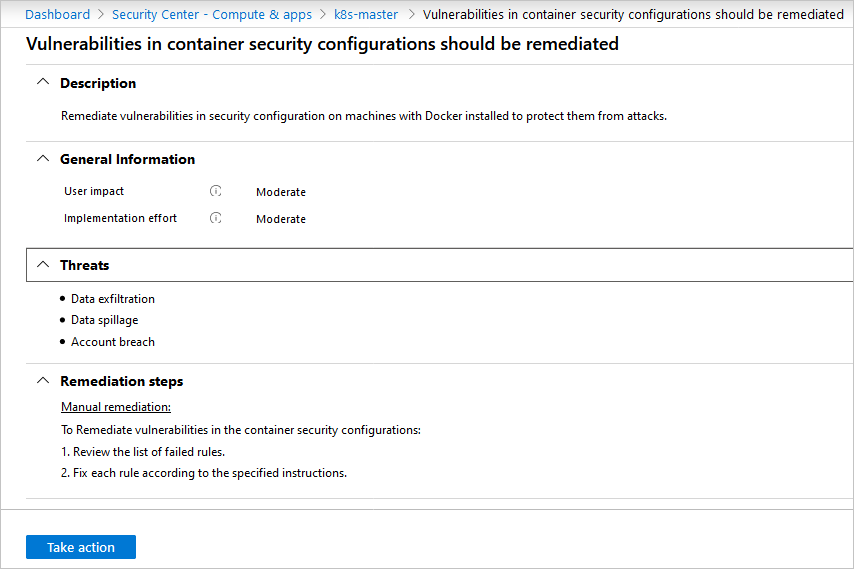 Dashboard > Security Center - Compute & apps > k8s-master > Vulnerabilities in container security configurations should be remediated
Vulnerabilities in container security configurations should be remediated
Description
Remediate vulnerabilities in security configuration on machines with Docker installed to protect them from attacks.
General Information
User impact Moderate
Implementation effort Moderate
Threats
• Data exfiltration
• Data spillage
• Account breach
Remediation steps
Manual remediation:
To Remediate vulnerabilities in the container security configurations:
1. Review the list of failed rules.
2. Fix each rule according to the specified instructions.
Take action